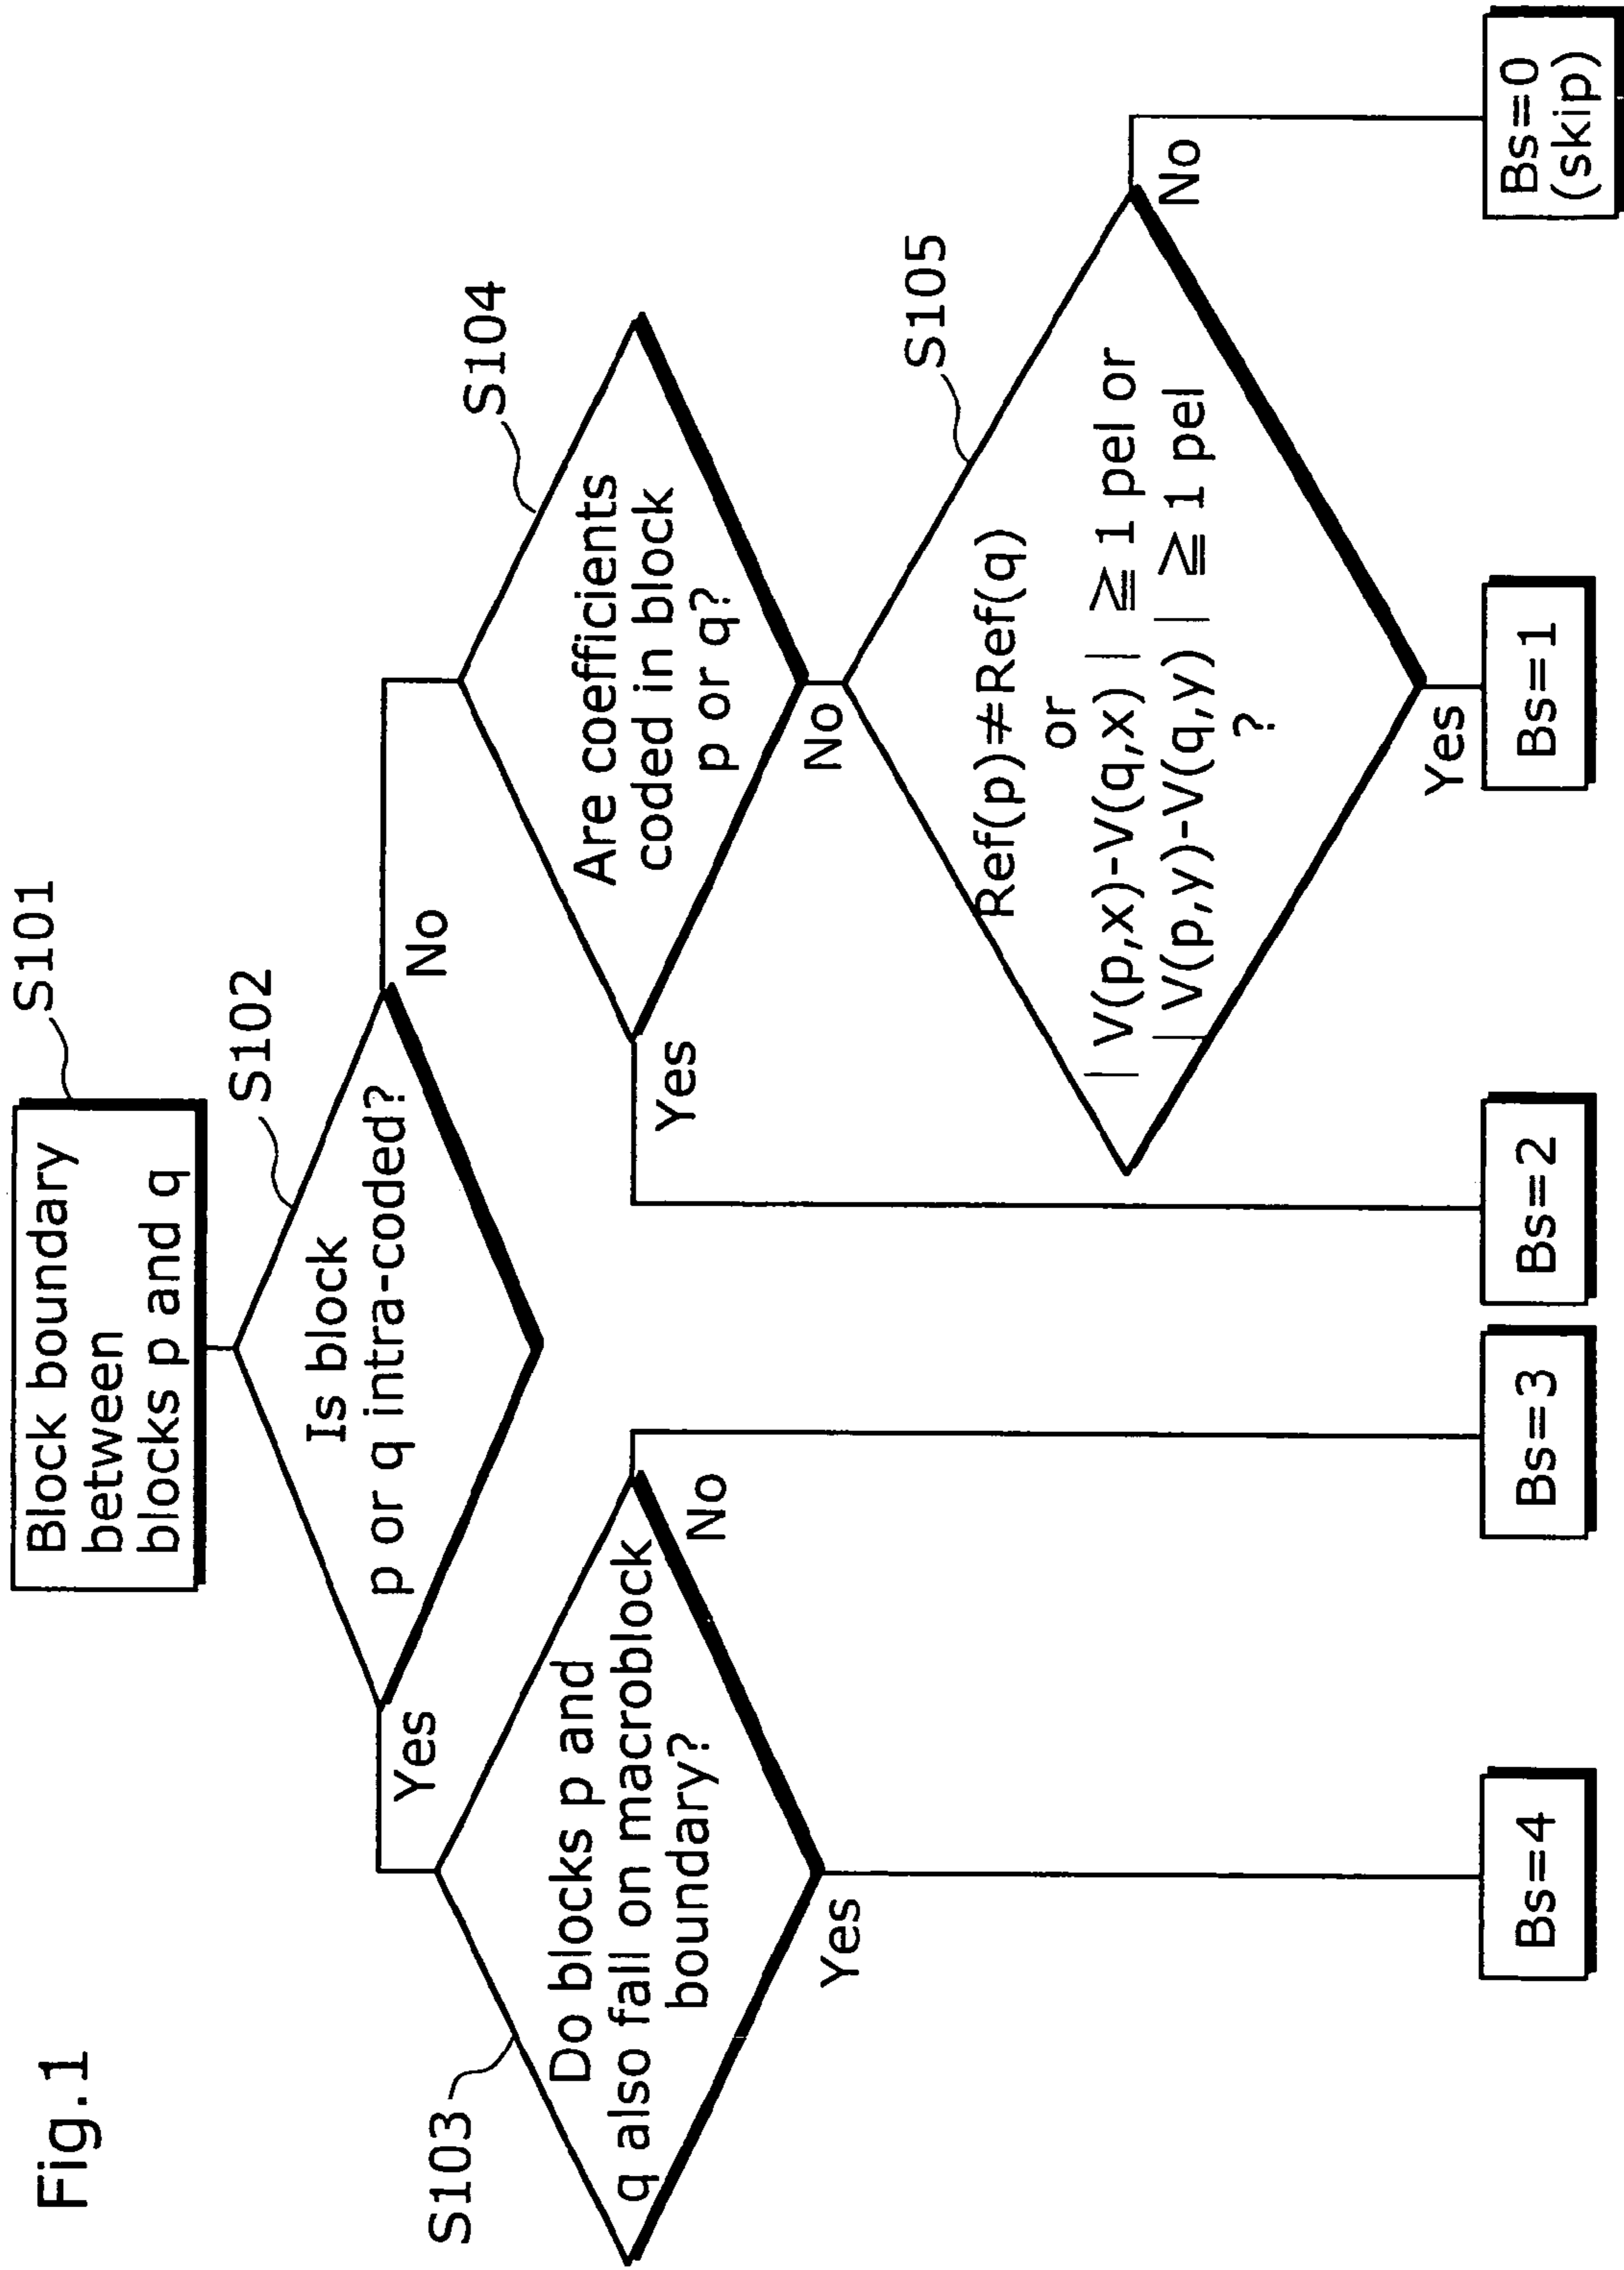 Fig.1
Block boundary
between
blocks p and q
S101
S102
Is block
p or q intra-coded?
Yes
No
S103
Do blocks p and
q also fall on macroblock
boundary?
No
Yes
S104
Are coefficients
coded in block
p or q?
Yes
No
S105
Ref(p)≠Ref(q)
or
| V(p,x)-V(q,x) | ≧ 1 pel or
| V(p,y)-V(q,y) | ≧ 1 pel
?
No
Yes
Bs=4
Bs=3
Bs=2
Bs=1
Bs=0
(skip)